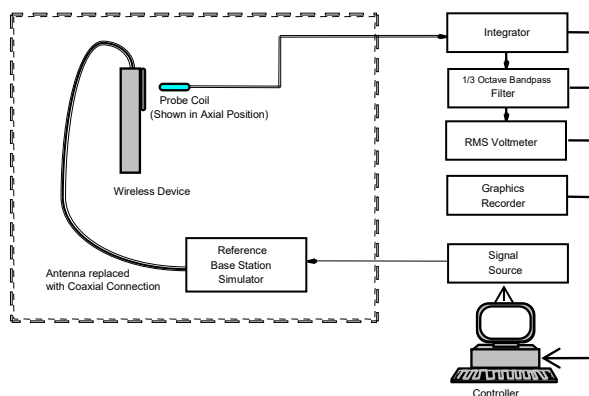 Integrator
1/3 Octave Bandpass
Filter
RMS Voltmeter
Graphics
Recorder
Signal
Source
Controller
Probe Coil
(Shown in Axial Position)
Wireless Device
Reference
Base Station
Simulator
Antenna replaced
with Coaxial Connection